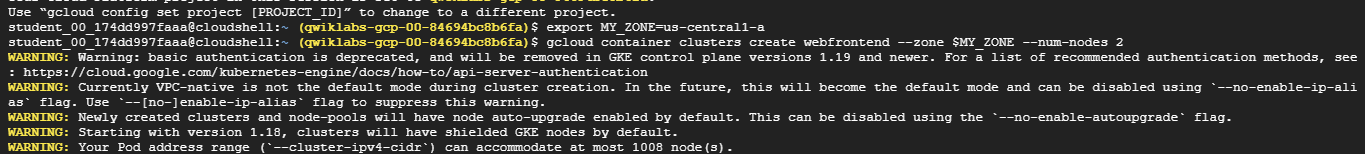 Use “gcloud config set project [PROJECT_ID]” to change to a different project.
student_00_174dd997faaa@cloudshell:~ (qwiklabs-gcp-00-84694bc8b6fa)$ export MY_ZONE=us-central1-a
student_00_174dd997faaa@cloudshell:~ (qwiklabs-gcp-00-84694bc8b6fa)$ gcloud container clusters create webfrontend --zone $MY_ZONE --num-nodes 2
WARNING: Warning: basic authentication is deprecated, and will be removed in GKE control plane versions 1.19 and newer. For a list of recommended authentication methods, see
: https://cloud.google.com/kubernetes-engine/docs/how-to/api-server-authentication
WARNING: Currently VPC-native is not the default mode during cluster creation. In the future, this will become the default mode and can be disabled using `--no-enable-ip-ali
as` flag. Use `--[no-]enable-ip-alias` flag to suppress this warning.
WARNING: Newly created clusters and node-pools will have node auto-upgrade enabled by default. This can be disabled using the `--no-enable-autoupgrade` flag.
WARNING: Starting with version 1.18, clusters will have shielded GKE nodes by default.
WARNING: Your Pod address range (`--cluster-ipv4-cidr`) can accommodate at most 1008 node(s).